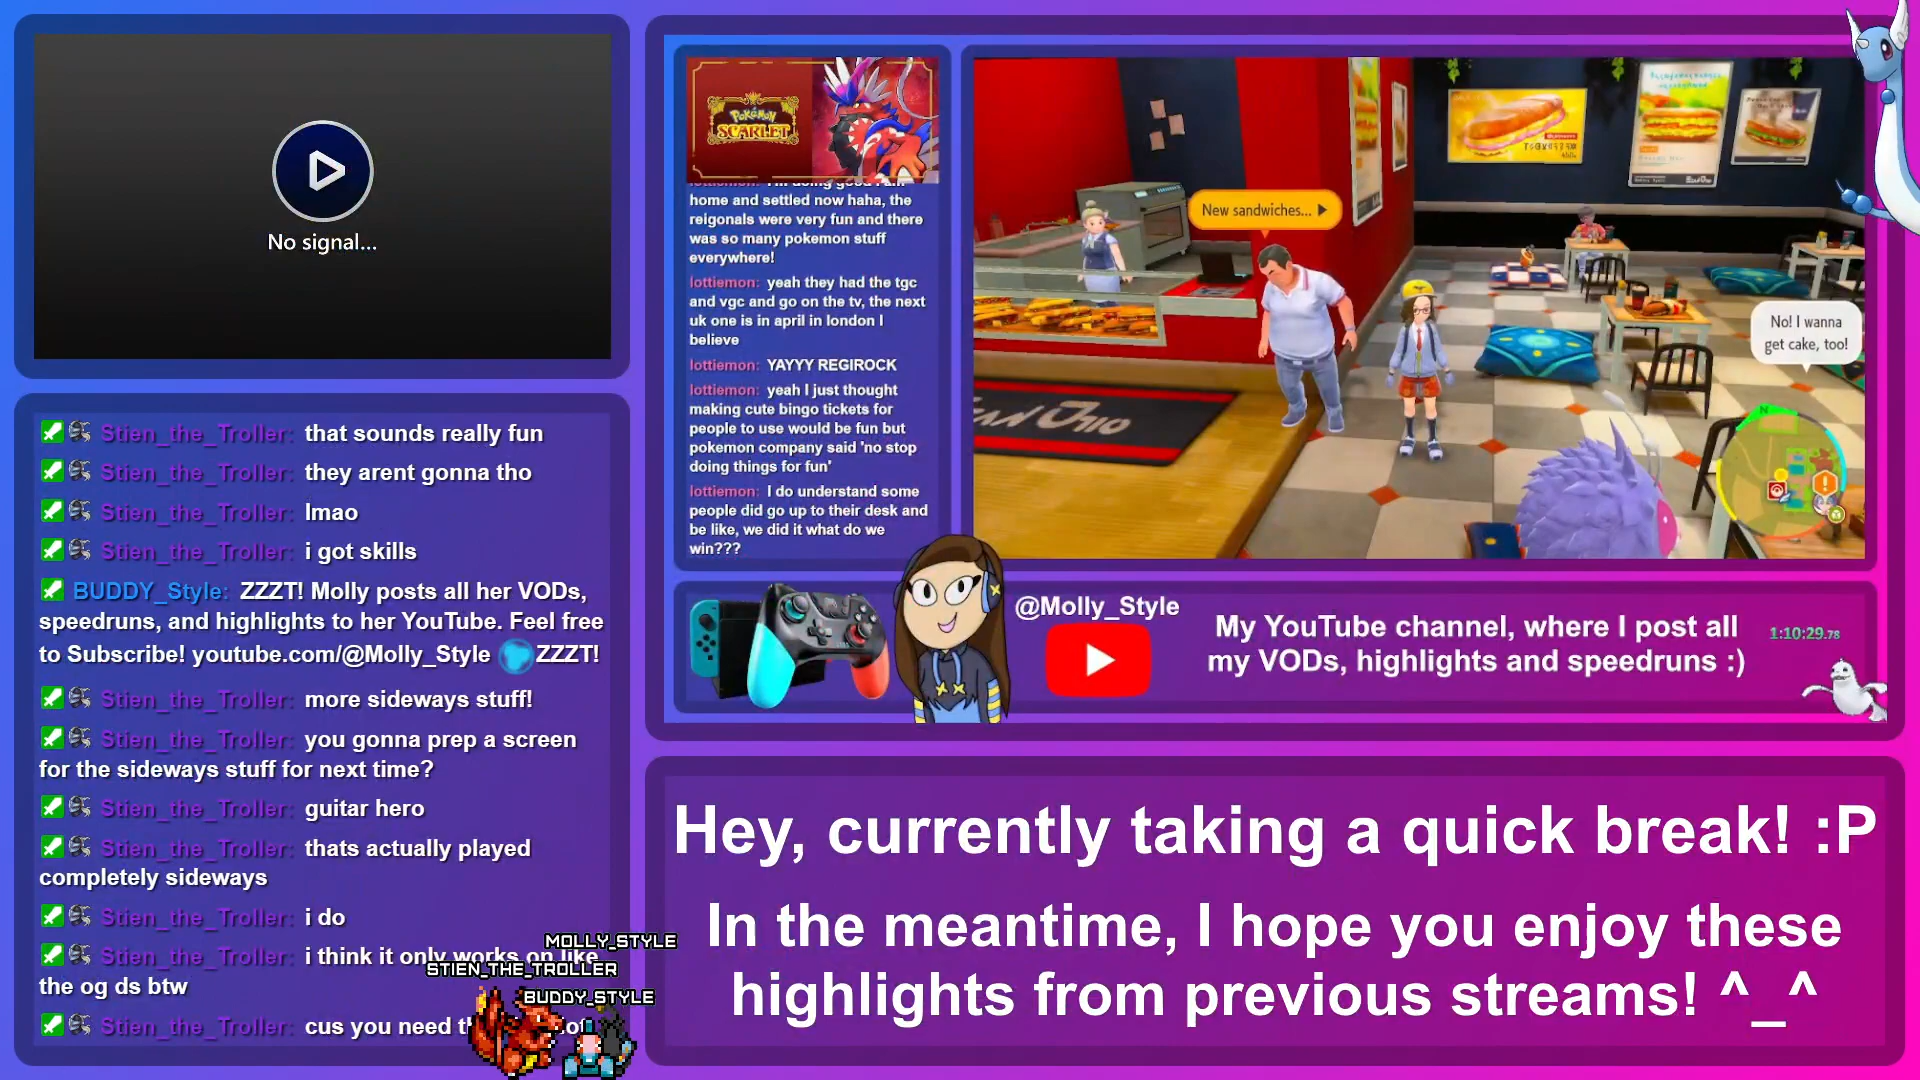 No signal...
Stien_the_Troller: that sounds really fun
Stien_the_Troller: they arent gonna tho
Stien_the_Troller: lmao
Stien_the_Troller: i got skills
BUDDY_Style: ZZZT! Molly posts all her VODs,
speedruns, and highlights to her YouTube. Feel free
to Subscribe! youtube.com/@Molly_Style ZZZT!
Stien_the_Troller: more sideways stuff!
Stien_the_Troller: you gonna prep a screen
for the sideways stuff for next time?
Stien_the_Troller: guitar hero
Stien_the_Troller: thats actually played
completely sideways
Stien_the_Troller: i do
Stien_the_Troller: i think it only works on like
the og ds btw
Stien_the_Troller: cus you need
MOLLY_STYLE
STIEN_THE_TROLLER
BUDDY_STYLE
POKÉMON
SCARLET
lottiemon: I'm doing good I am
home and settled now haha, the
reigonals were very fun and there
was so many pokemon stuff
everywhere!
lottiemon: yeah they had the tgc
and vgc and go on the tv, the next
uk one is in april in london I
believe
lottiemon: YAYYY REGIROCK
lottiemon: yeah I just thought
making cute bingo tickets for
people to use would be fun but
pokemon company said 'no stop
doing things for fun'
lottiemon: I do understand some
people did go up to their desk and
be like, we did it what do we
win???
New sandwiches...
No! I wanna
get cake, too!
N
@Molly_Style
My YouTube channel, where I post all
my VODs, highlights and speedruns :)
1:10:29.78
Hey, currently taking a quick break! :P
In the meantime, I hope you enjoy these
highlights from previous streams! ^_^